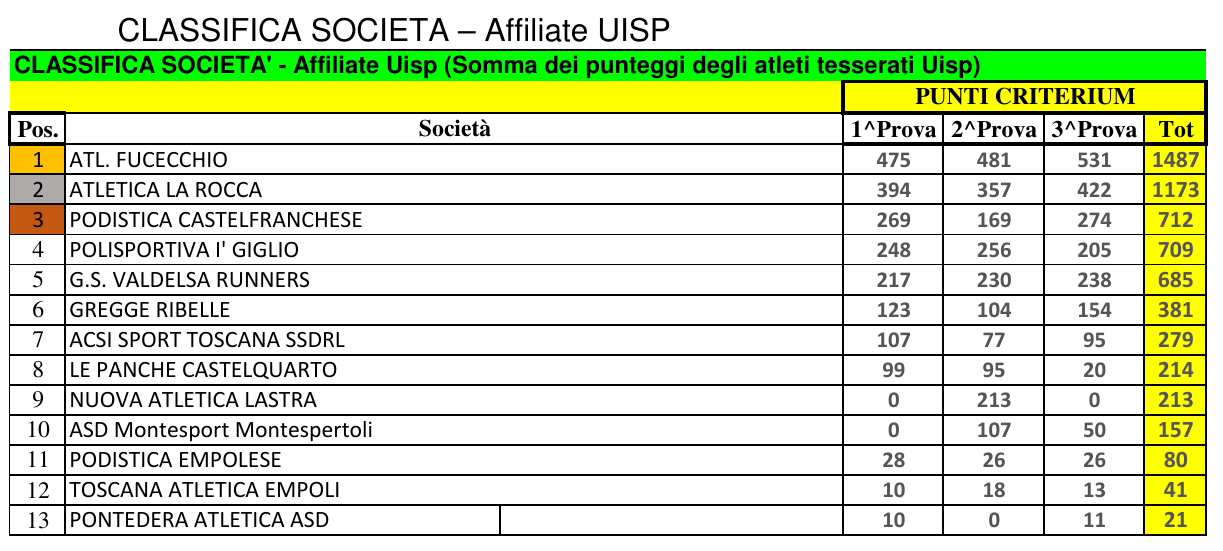 CLASSIFICA SOCIETA – Affiliate UISP
CLASSIFICA SOCIETA' - Affiliate Uisp (Somma dei punteggi degli atleti tesserati Uisp)
PUNTI CRITERIUM
Pos. Società 1^Prova 2^Prova 3^Prova Tot
1 ATL. FUCECCHIO 475 481 531 1487
2 ATLETICA LA ROCCA 394 357 422 1173
3 PODISTICA CASTELFRANCHESE 269 169 274 712
4 POLISPORTIVA I' GIGLIO 248 256 205 709
5 G.S. VALDELSA RUNNERS 217 230 238 685
6 GREGGE RIBELLE 123 104 154 381
7 ACSI SPORT TOSCANA SSDRL 107 77 95 279
8 LE PANCHE CASTELQUARTO 99 95 20 214
9 NUOVA ATLETICA LASTRA 0 213 0 213
10 ASD Montesport Montespertoli 0 107 50 157
11 PODISTICA EMPOLESE 28 26 26 80
12 TOSCANA ATLETICA EMPOLI 10 18 13 41
13 PONTEDERA ATLETICA ASD 10 0 11 21